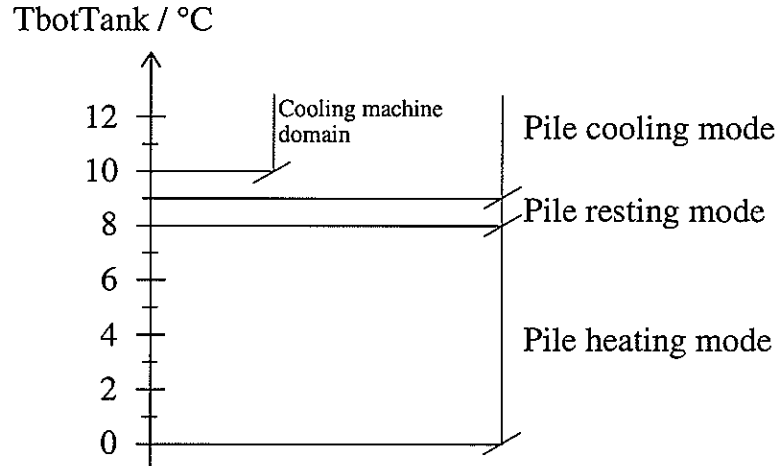 TbotTank / °C
12
10
8
6
4
2
0
Cooling machine
domain
Pile cooling mode
Pile resting mode
Pile heating mode